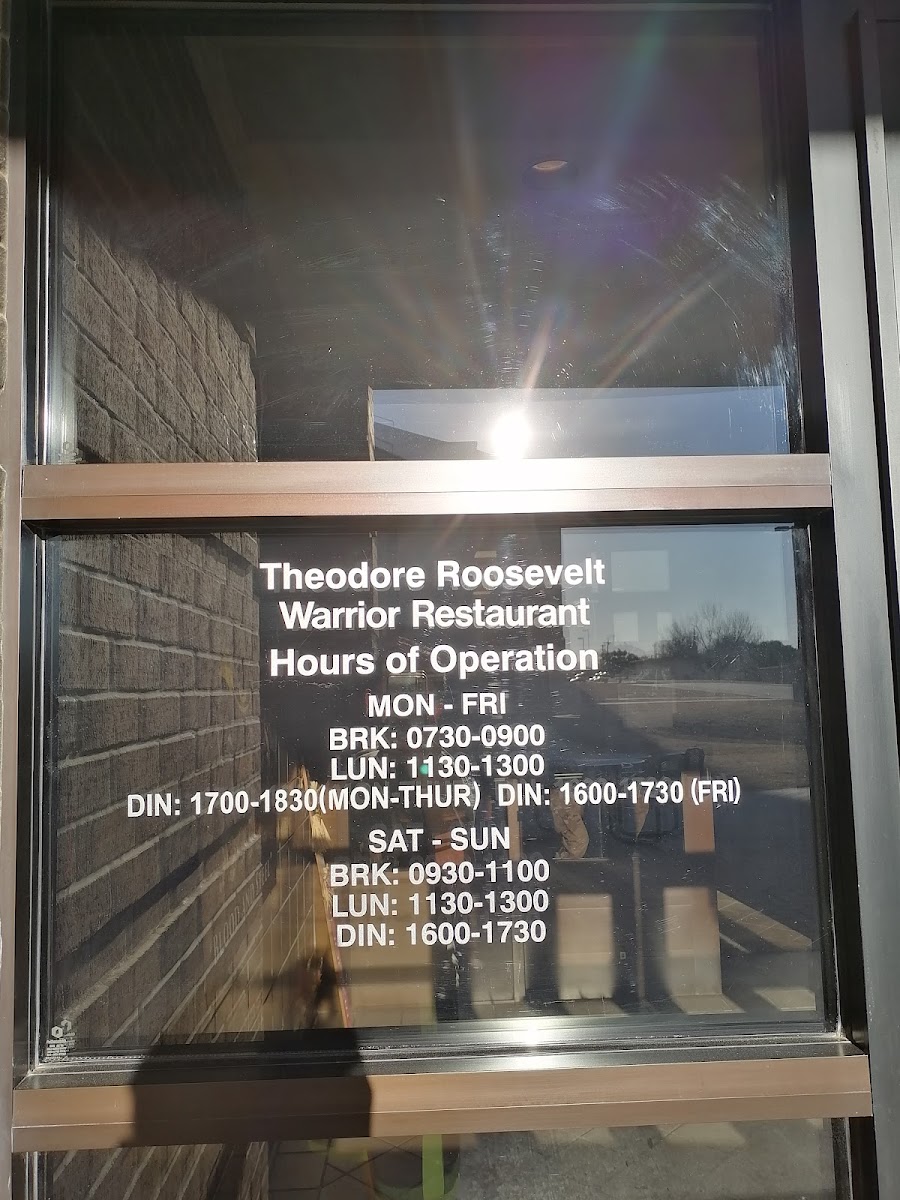 Theodore Roosevelt
Warrior Restaurant
Hours of Operation
MON - FRI
BRK: 0730-0900
LUN: 1130-1300
DIN: 1700-1830(MON-THUR) DIN: 1600-1730 (FRI)
SAT - SUN
BRK: 0930-1100
LUN: 1130-1300
DIN: 1600-1730